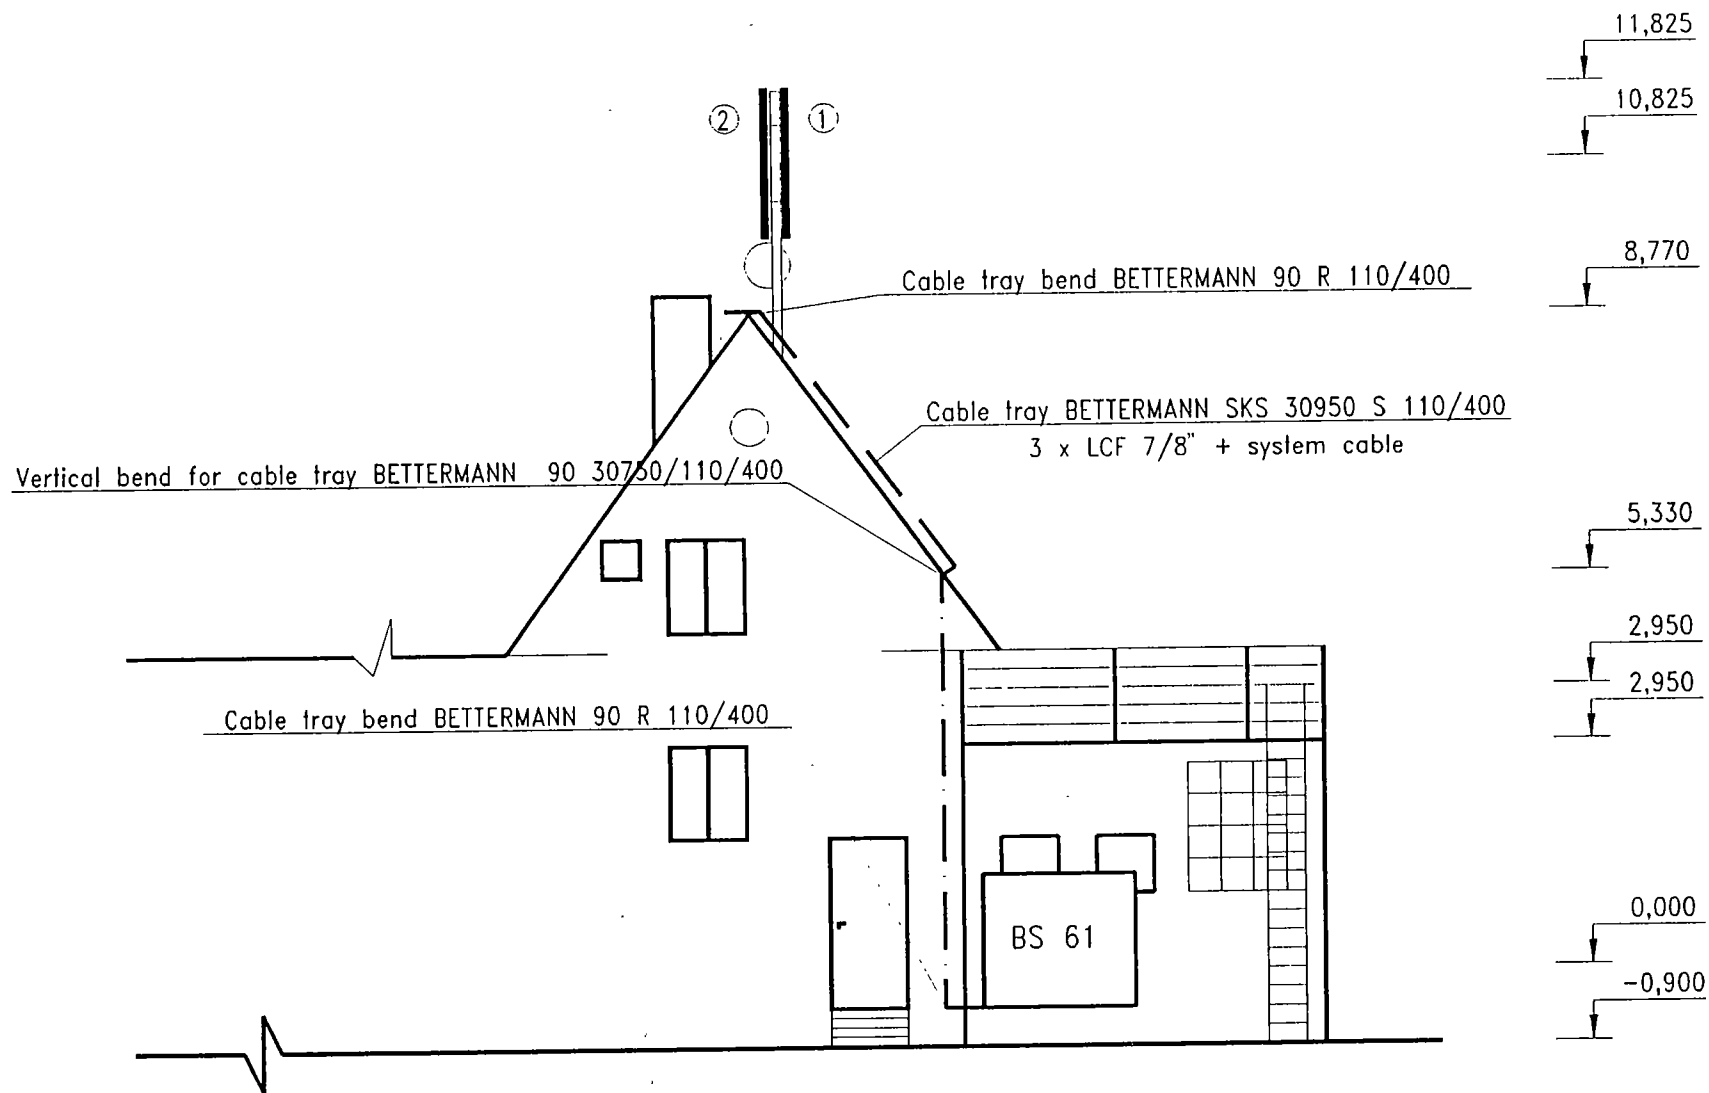 11,825
10,825
② ①
8,770
Cable tray bend BETTERMANN 90 R 110/400
Cable tray BETTERMANN SKS 30950 S 110/400
3 x LCF 7/8" + system cable
Vertical bend for cable tray BETTERMANN 90 30750/110/400
5,330
2,950
2,950
Cable tray bend BETTERMANN 90 R 110/400
0,000
BS 61
-0,900